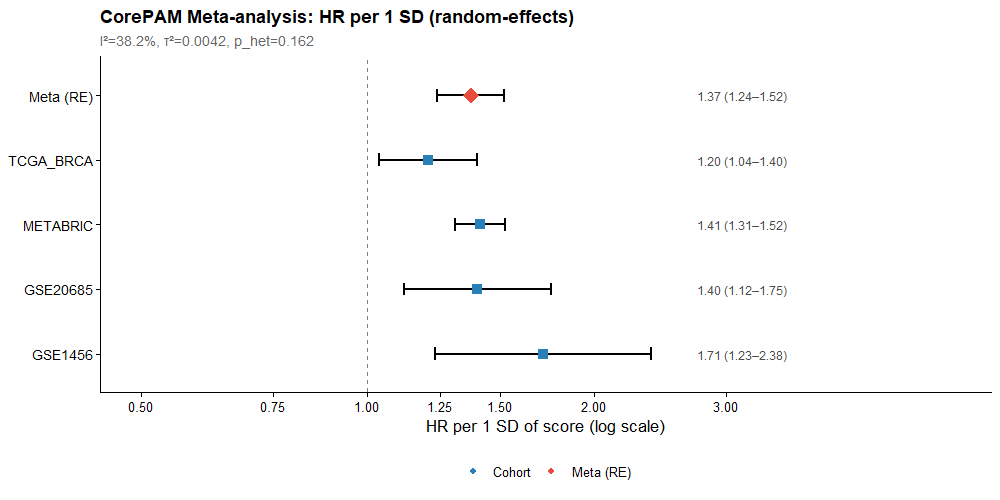 CorePAM Meta-analysis: HR per 1 SD (random-effects)
I²=38.2%, τ²=0.0042, p_het=0.162
Meta (RE) 1.37 (1.24–1.52)
TCGA_BRCA 1.20 (1.04–1.40)
METABRIC 1.41 (1.31–1.52)
GSE20685 1.40 (1.12–1.75)
GSE1456 1.71 (1.23–2.38)
0.50 0.75 1.00 1.25 1.50 2.00 3.00
HR per 1 SD of score (log scale)
Cohort Meta (RE)